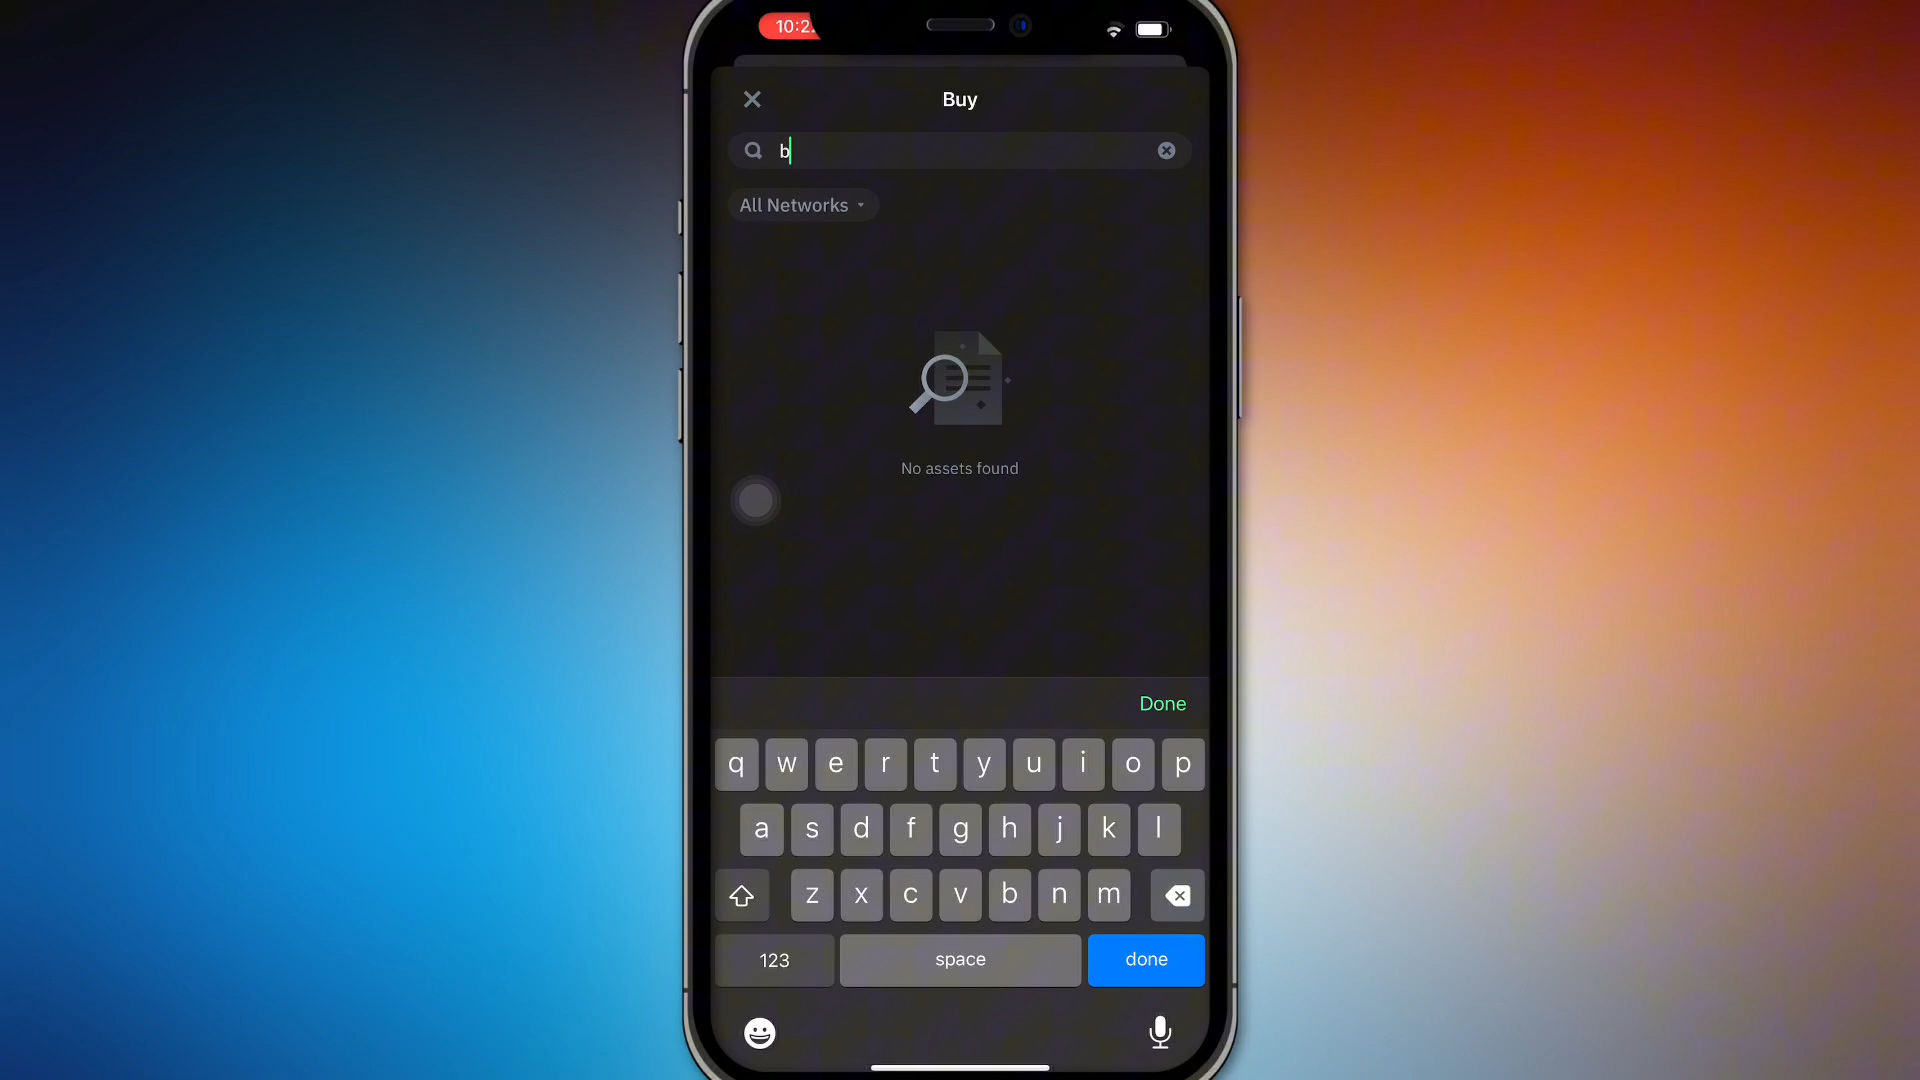 10:2
Buy
b
All Networks
No assets found
Done
q w e r t y u i o p
a s d f g h j k l
z x c v b n m
123 space done